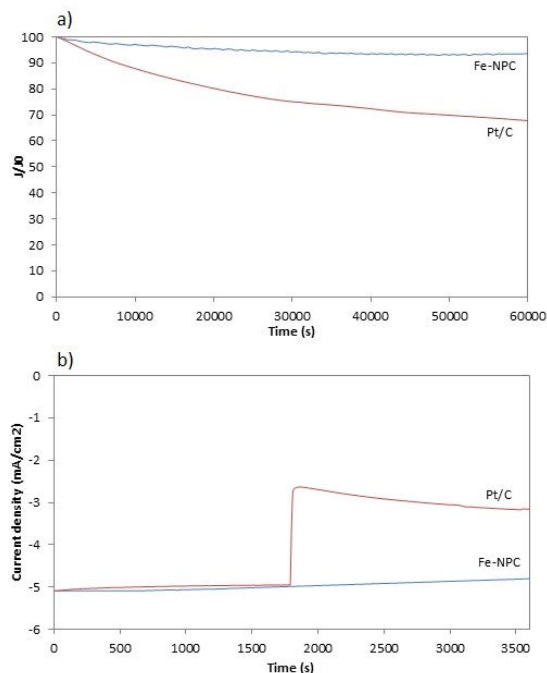 a)
100
90
80
70
60
50
40
30
20
10
0
J/J0
Fe-NPC
Pt/C
0 10000 20000 30000 40000 50000 60000
Time (s)
b)
0
-1
-2
-3
-4
-5
-6
Current density (mA/cm2)
Pt/C
Fe-NPC
0 500 1000 1500 2000 2500 3000 3500
Time (s)